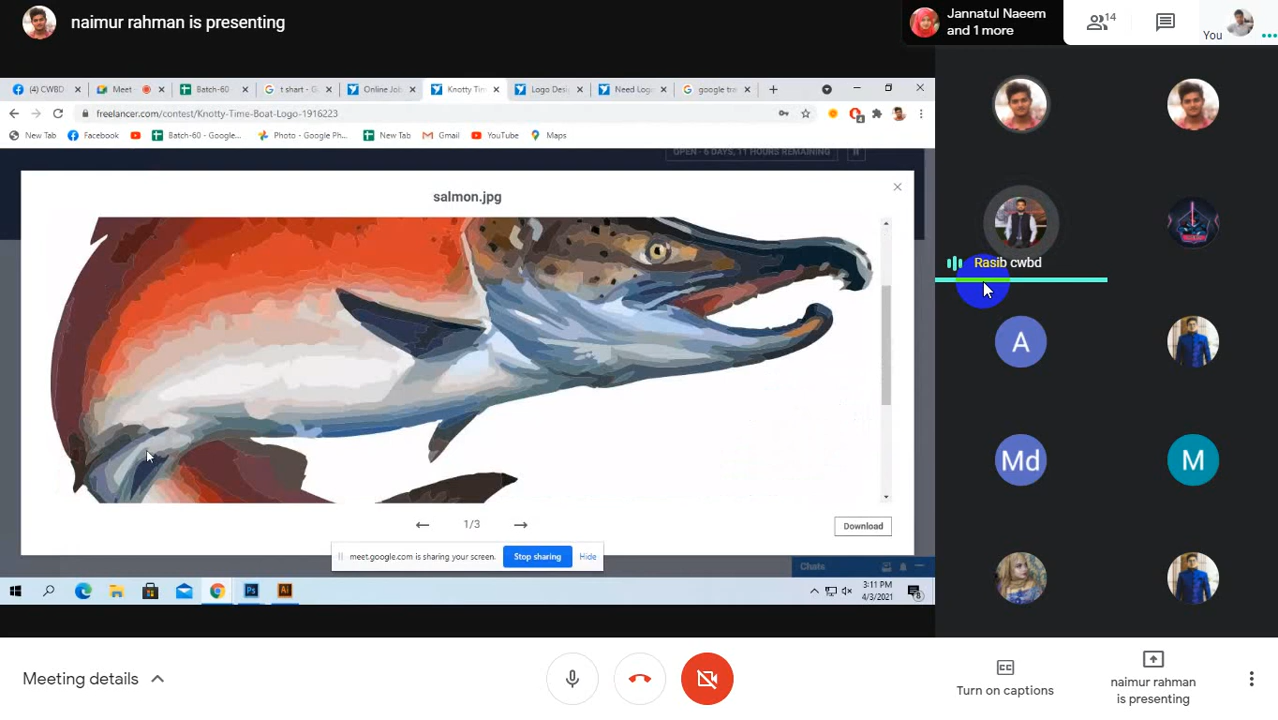 naimur rahman is presenting
Jannatul Naeem
and 1 more
14
You
(4) CWBD
Meet
Batch-60
t shart - G
Online Job
Knotty Tim
Logo Desi
Need Log
google tra
freelancer.com/contest/Knotty-Time-Boat-Logo-1916223
New Tab
Facebook
Batch-60 - Google...
Photo - Google Ph...
New Tab
Gmail
YouTube
Maps
OPEN - 6 DAYS, 11 HOURS REMAINING
salmon.jpg
Rasib cwbd
A
Md
M
1/3
Download
meet.google.com is sharing your screen.
Stop sharing
Hide
Chats
Ps
Ai
3:11 PM
4/3/2021
8
Meeting details
Turn on captions
naimur rahman
is presenting